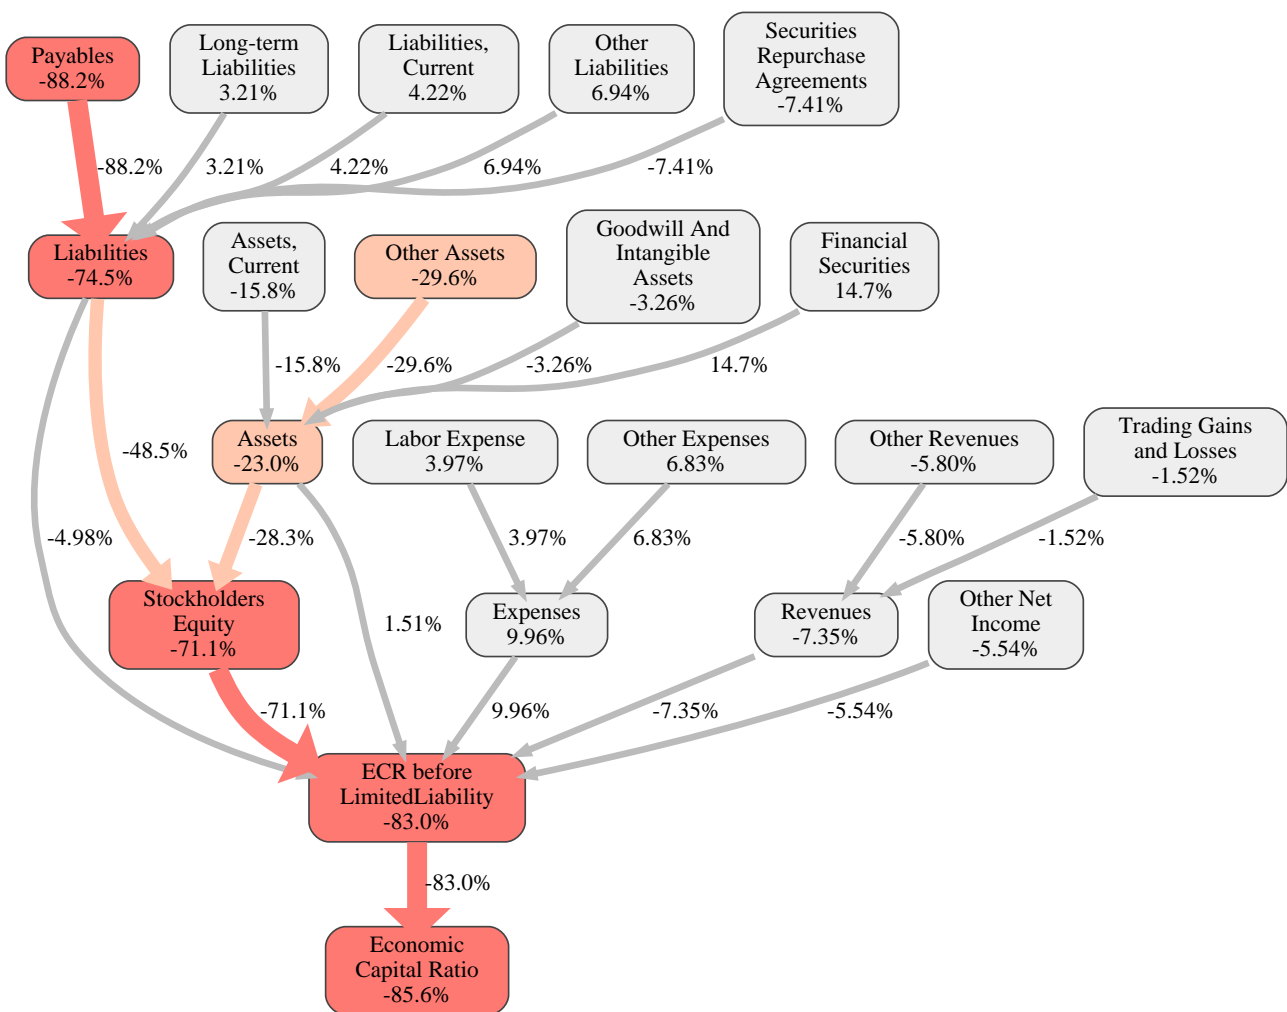 Payables
-88.2%
Long-term
Liabilities
3.21%
Liabilities,
Current
4.22%
Other
Liabilities
6.94%
Securities
Repurchase
Agreements
-7.41%
-88.2%
3.21%
4.22%
6.94%
-7.41%
Liabilities
-74.5%
Assets,
Current
-15.8%
Other Assets
-29.6%
Goodwill And
Intangible
Assets
-3.26%
Financial
Securities
14.7%
-15.8%
-29.6%
-3.26%
14.7%
-48.5%
Assets
-23.0%
Labor Expense
3.97%
Other Expenses
6.83%
Other Revenues
-5.80%
Trading Gains
and Losses
-1.52%
-4.98%
-28.3%
3.97%
6.83%
-5.80%
-1.52%
Stockholders
Equity
-71.1%
1.51%
Expenses
9.96%
Revenues
-7.35%
Other Net
Income
-5.54%
-71.1%
9.96%
-7.35%
-5.54%
ECR before
LimitedLiability
-83.0%
-83.0%
Economic
Capital Ratio
-85.6%